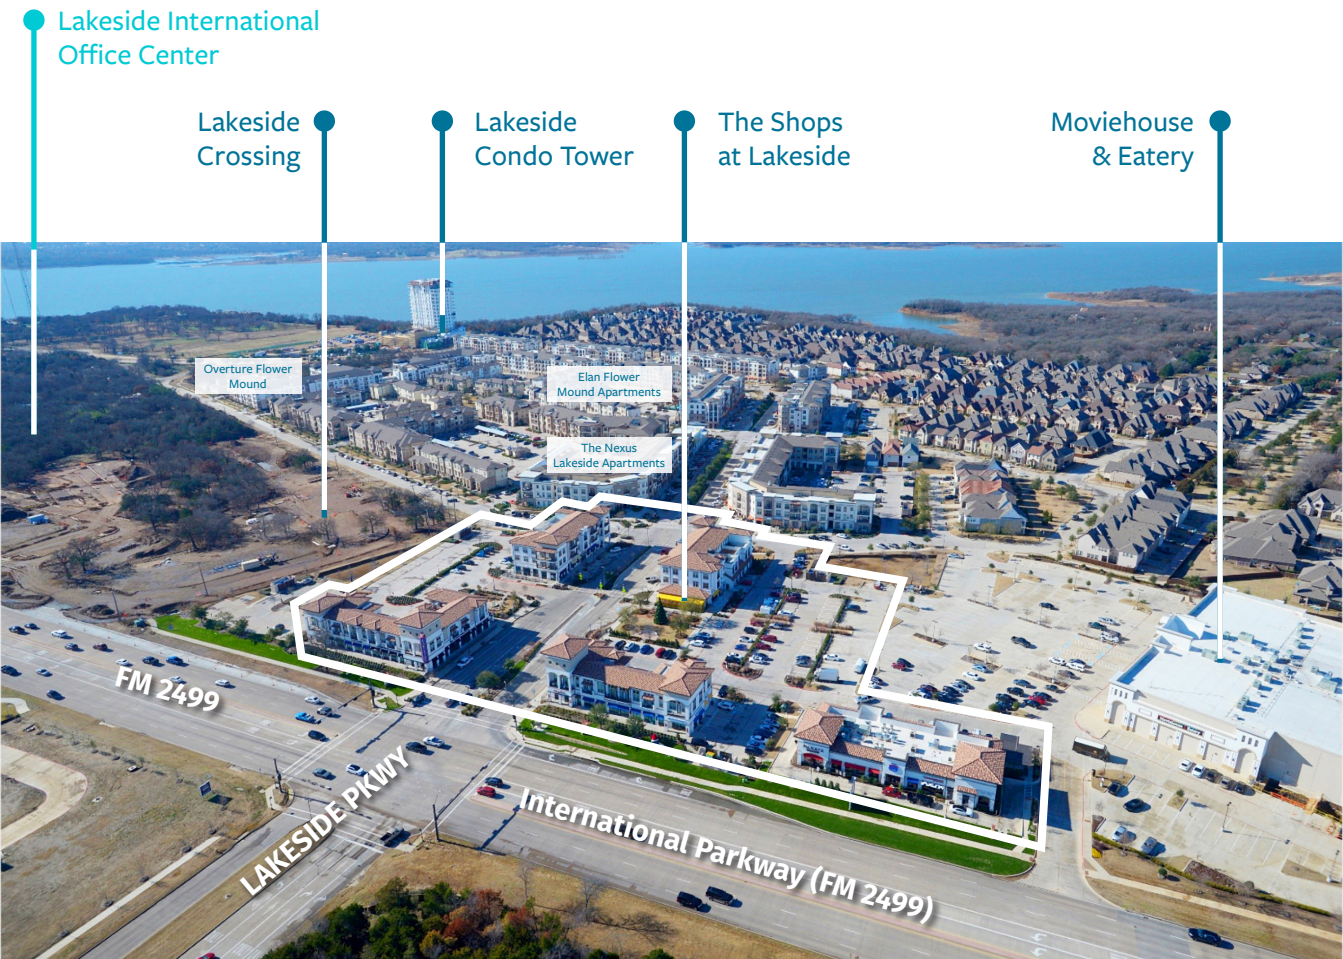 Lakeside International
Office Center
Lakeside
Crossing
Lakeside
Condo Tower
The Shops
at Lakeside
Moviehouse
& Eatery
Overture Flower
Mound
Elan Flower
Mound Apartments
The Nexus
Lakeside Apartments
FM 2499
LAKESIDE PKWY
International Parkway (FM 2499)